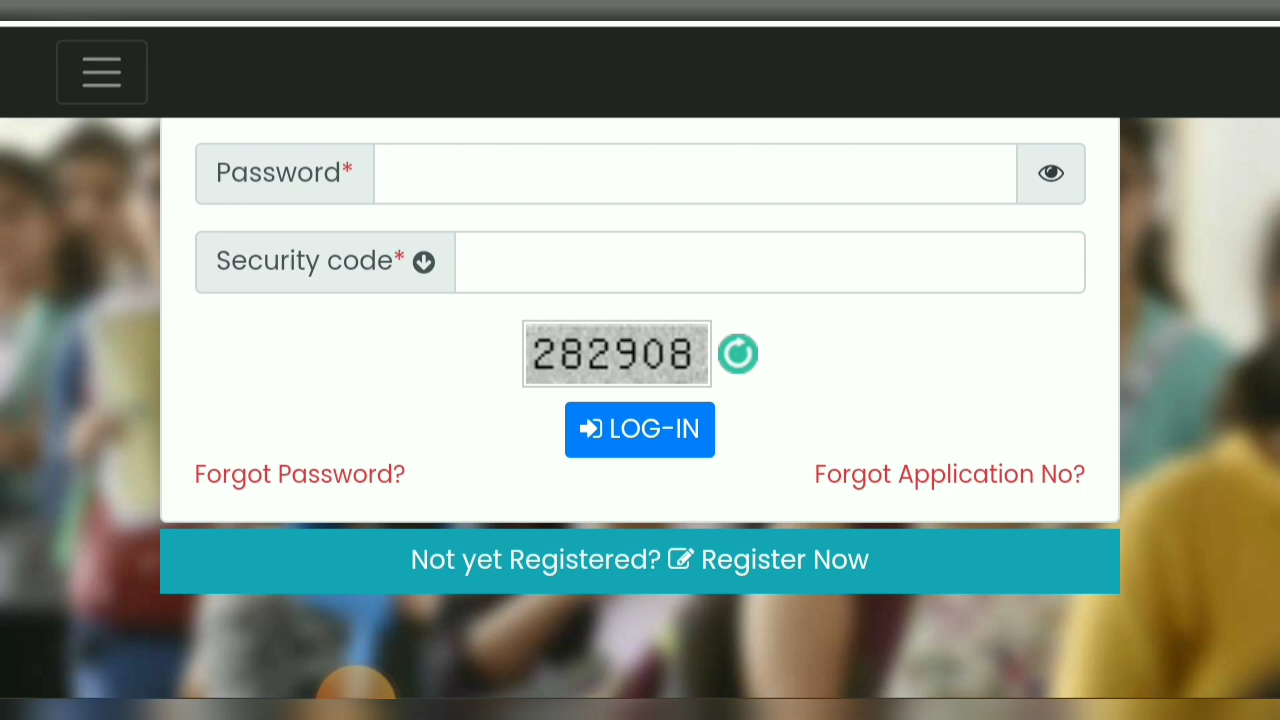 Password*
Security code*
282908
LOG-IN
Forgot Password?
Forgot Application No?
Not yet Registered? Register Now